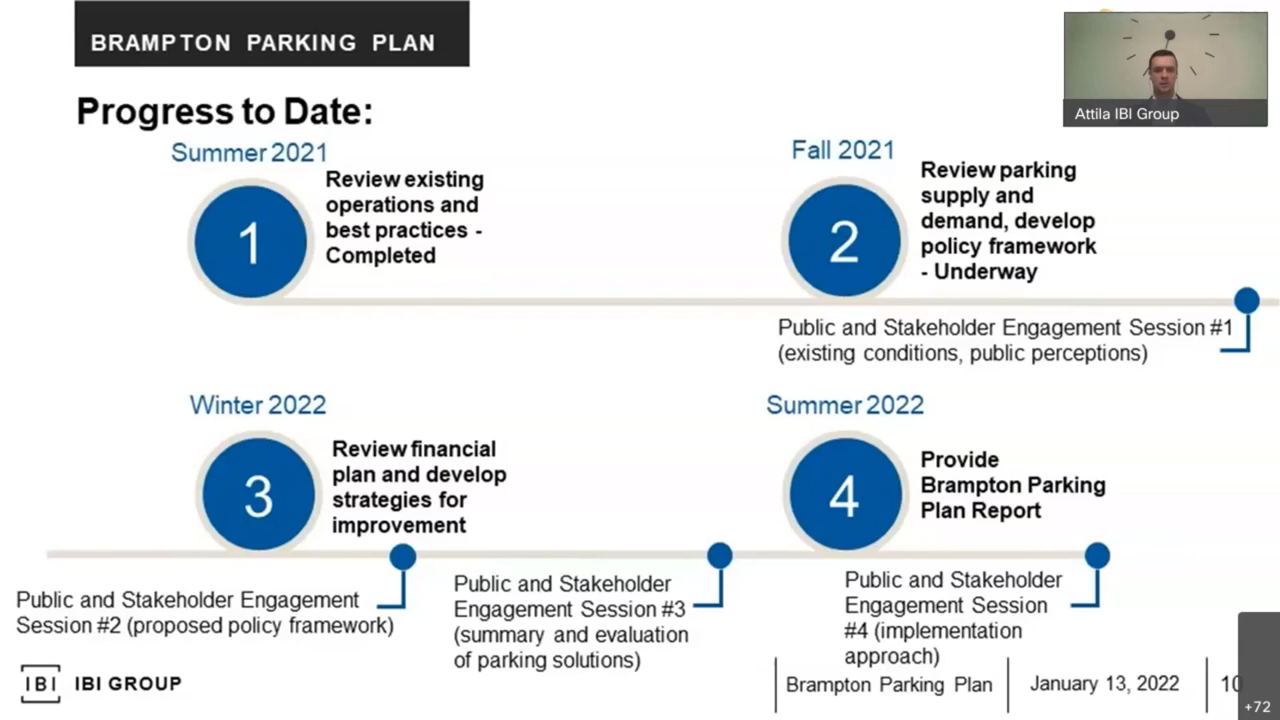 BRAMPTON PARKING PLAN
Attila IBI Group
Progress to Date:
Summer 2021
1
Review existing
operations and
best practices -
Completed
Fall 2021
2
Review parking
supply and
demand, develop
policy framework
- Underway
Public and Stakeholder Engagement Session #1
(existing conditions, public perceptions)
Winter 2022
3
Review financial
plan and develop
strategies for
improvement
Summer 2022
4
Provide
Brampton Parking
Plan Report
Public and Stakeholder Engagement
Session #2 (proposed policy framework)
Public and Stakeholder
Engagement Session #3
(summary and evaluation
of parking solutions)
Public and Stakeholder
Engagement Session
#4 (implementation
approach)
IBI IBI GROUP
Brampton Parking Plan
January 13, 2022
10
+72